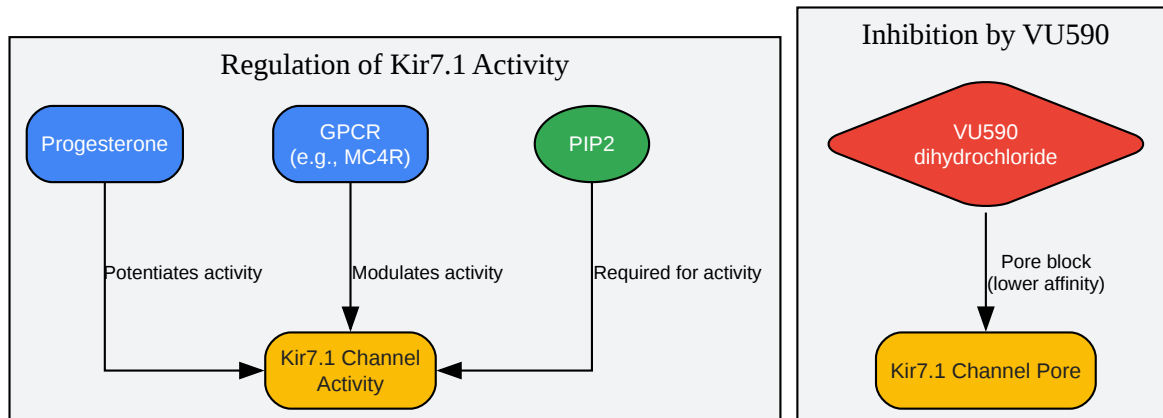 Regulation of Kir7.1 Activity
Progesterone
GPCR
(e.g., MC4R)
PIP2
Potentiates activity
Modulates activity
Required for activity
Kir7.1 Channel
Activity
Inhibition by VU590
VU590
dihydrochloride
Pore block
(lower affinity)
Kir7.1 Channel Pore